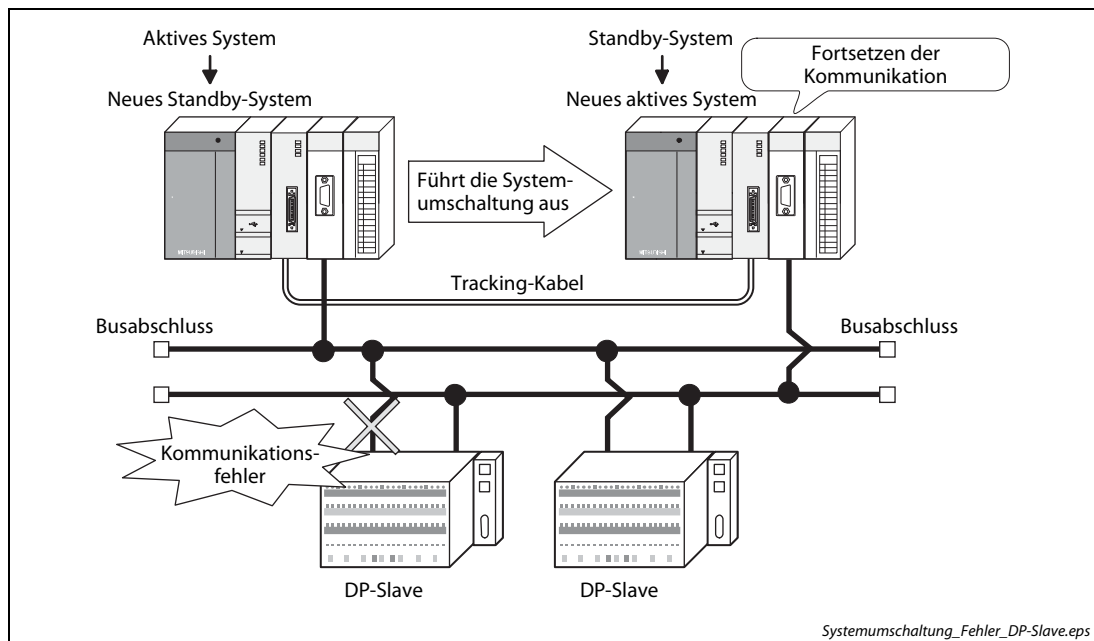 Aktives System
Standby-System
Fortsetzen der
Kommunikation
Neues Standby-System
Neues aktives System
Führt die System-
umschaltung aus
MITSUBISHI
Tracking-Kabel
Busabschluss
Busabschluss
Kommunikations-
fehler
DP-Slave
DP-Slave
Systemumschaltung_Fehler_DP-Slave.eps